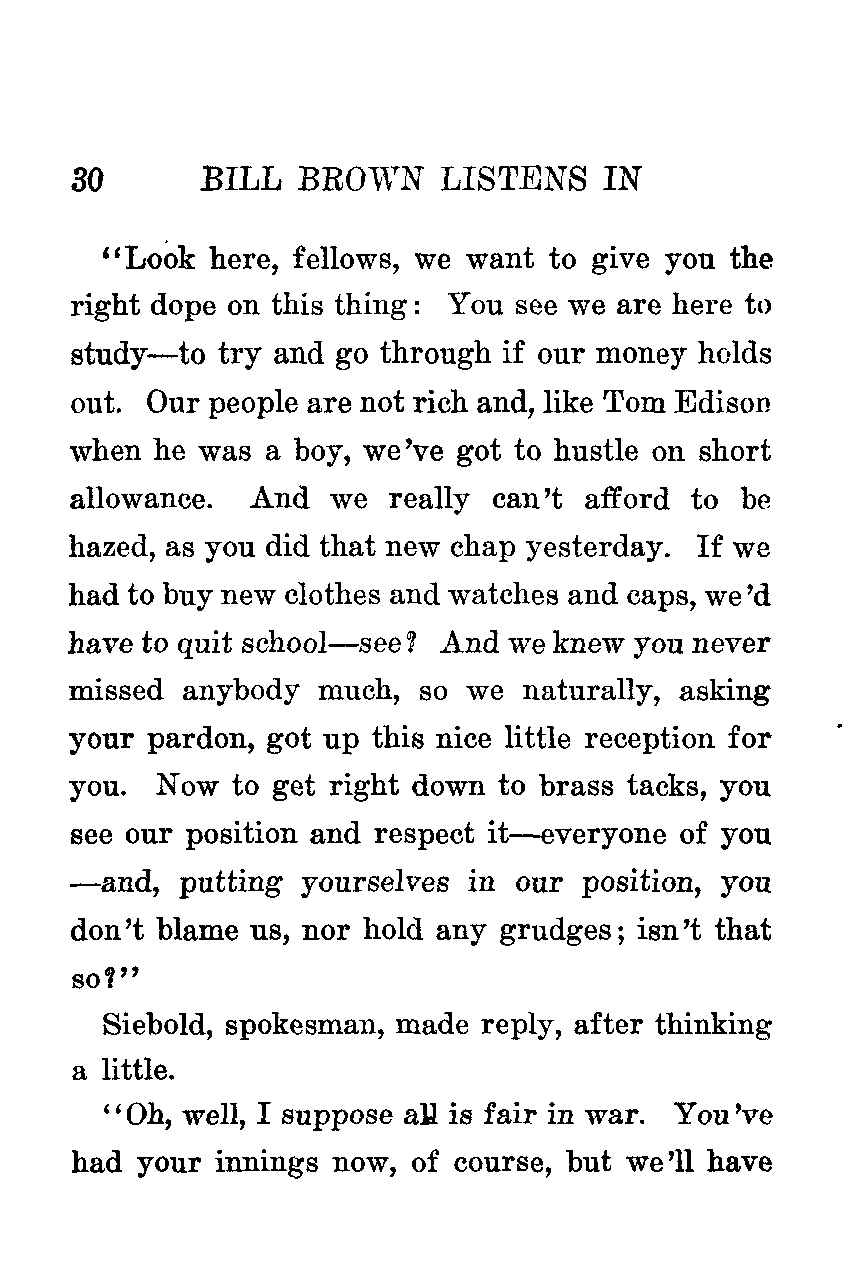 30 BILL BROWN LISTENS IN
“Look here, fellows, we want to give you the
right dope on this thing: You see we are here to
study—to try and go through if our money holds
out. Our people are not rich and, like Tom Edison
when he was a boy, we’ve got to hustle on short
allowance. And we really can’t afford to be
hazed, as you did that new chap yesterday. If we
had to buy new clothes and watches and caps, we’d
have to quit school—see? And we knew you never
missed anybody much, so we naturally, asking
your pardon, got up this nice little reception for
you. Now to get right down to brass tacks, you
see our position and respect it—everyone of you
—and, putting yourselves in our position, you
don’t blame us, nor hold any grudges; isn’t that
so?”
Siebold, spokesman, made reply, after thinking
a little.
“Oh, well, I suppose all is fair in war. You’ve
had your innings now, of course, but we’ll have